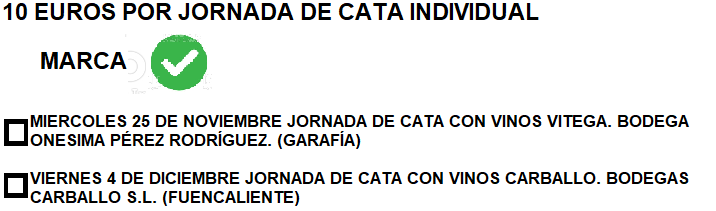 10 EUROS POR JORNADA DE CATA INDIVIDUAL
MARCA
MIERCOLES 25 DE NOVIEMBRE JORNADA DE CATA CON VINOS VITEGA. BODEGA
ONESIMA PÉREZ RODRÍGUEZ. (GARAFÍA)
VIERNES 4 DE DICIEMBRE JORNADA DE CATA CON VINOS CARBALLO. BODEGAS
CARBALLO S.L. (FUENCALIENTE)